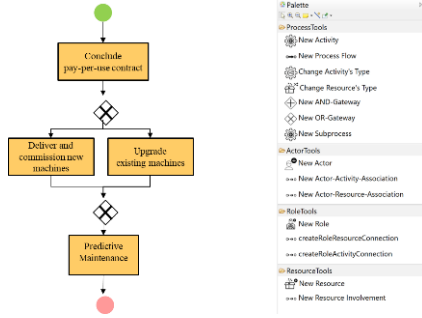 Conclude
pay-per-use contract
Deliver and
commission new
machines
Upgrade
existing machines
Predictive
Maintenance
Palette
ProcessTools
New Activity
New Process Flow
Change Activity's Type
Change Resource's Type
New AND-Gateway
New OR-Gateway
New Subprocess
ActorTools
New Actor
New Actor-Activity-Association
New Actor-Resource-Association
RoleTools
New Role
createRoleResourceConnection
createRoleActivityConnection
ResourceTools
New Resource
New Resource Involvement